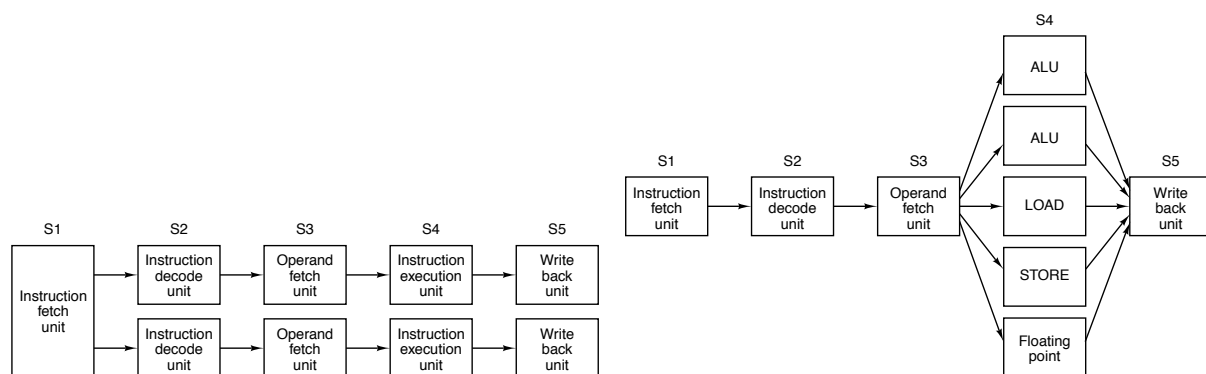 S1
S2
S3
S4
S5
Instruction
fetch
unit
Instruction
decode
unit
Operand
fetch
unit
Instruction
execution
unit
Write
back
unit
Instruction
decode
unit
Operand
fetch
unit
Instruction
execution
unit
Write
back
unit
S1
S2
S3
S4
S5
Instruction
fetch
unit
Instruction
decode
unit
Operand
fetch
unit
ALU
ALU
LOAD
STORE
Floating
point
Write
back
unit